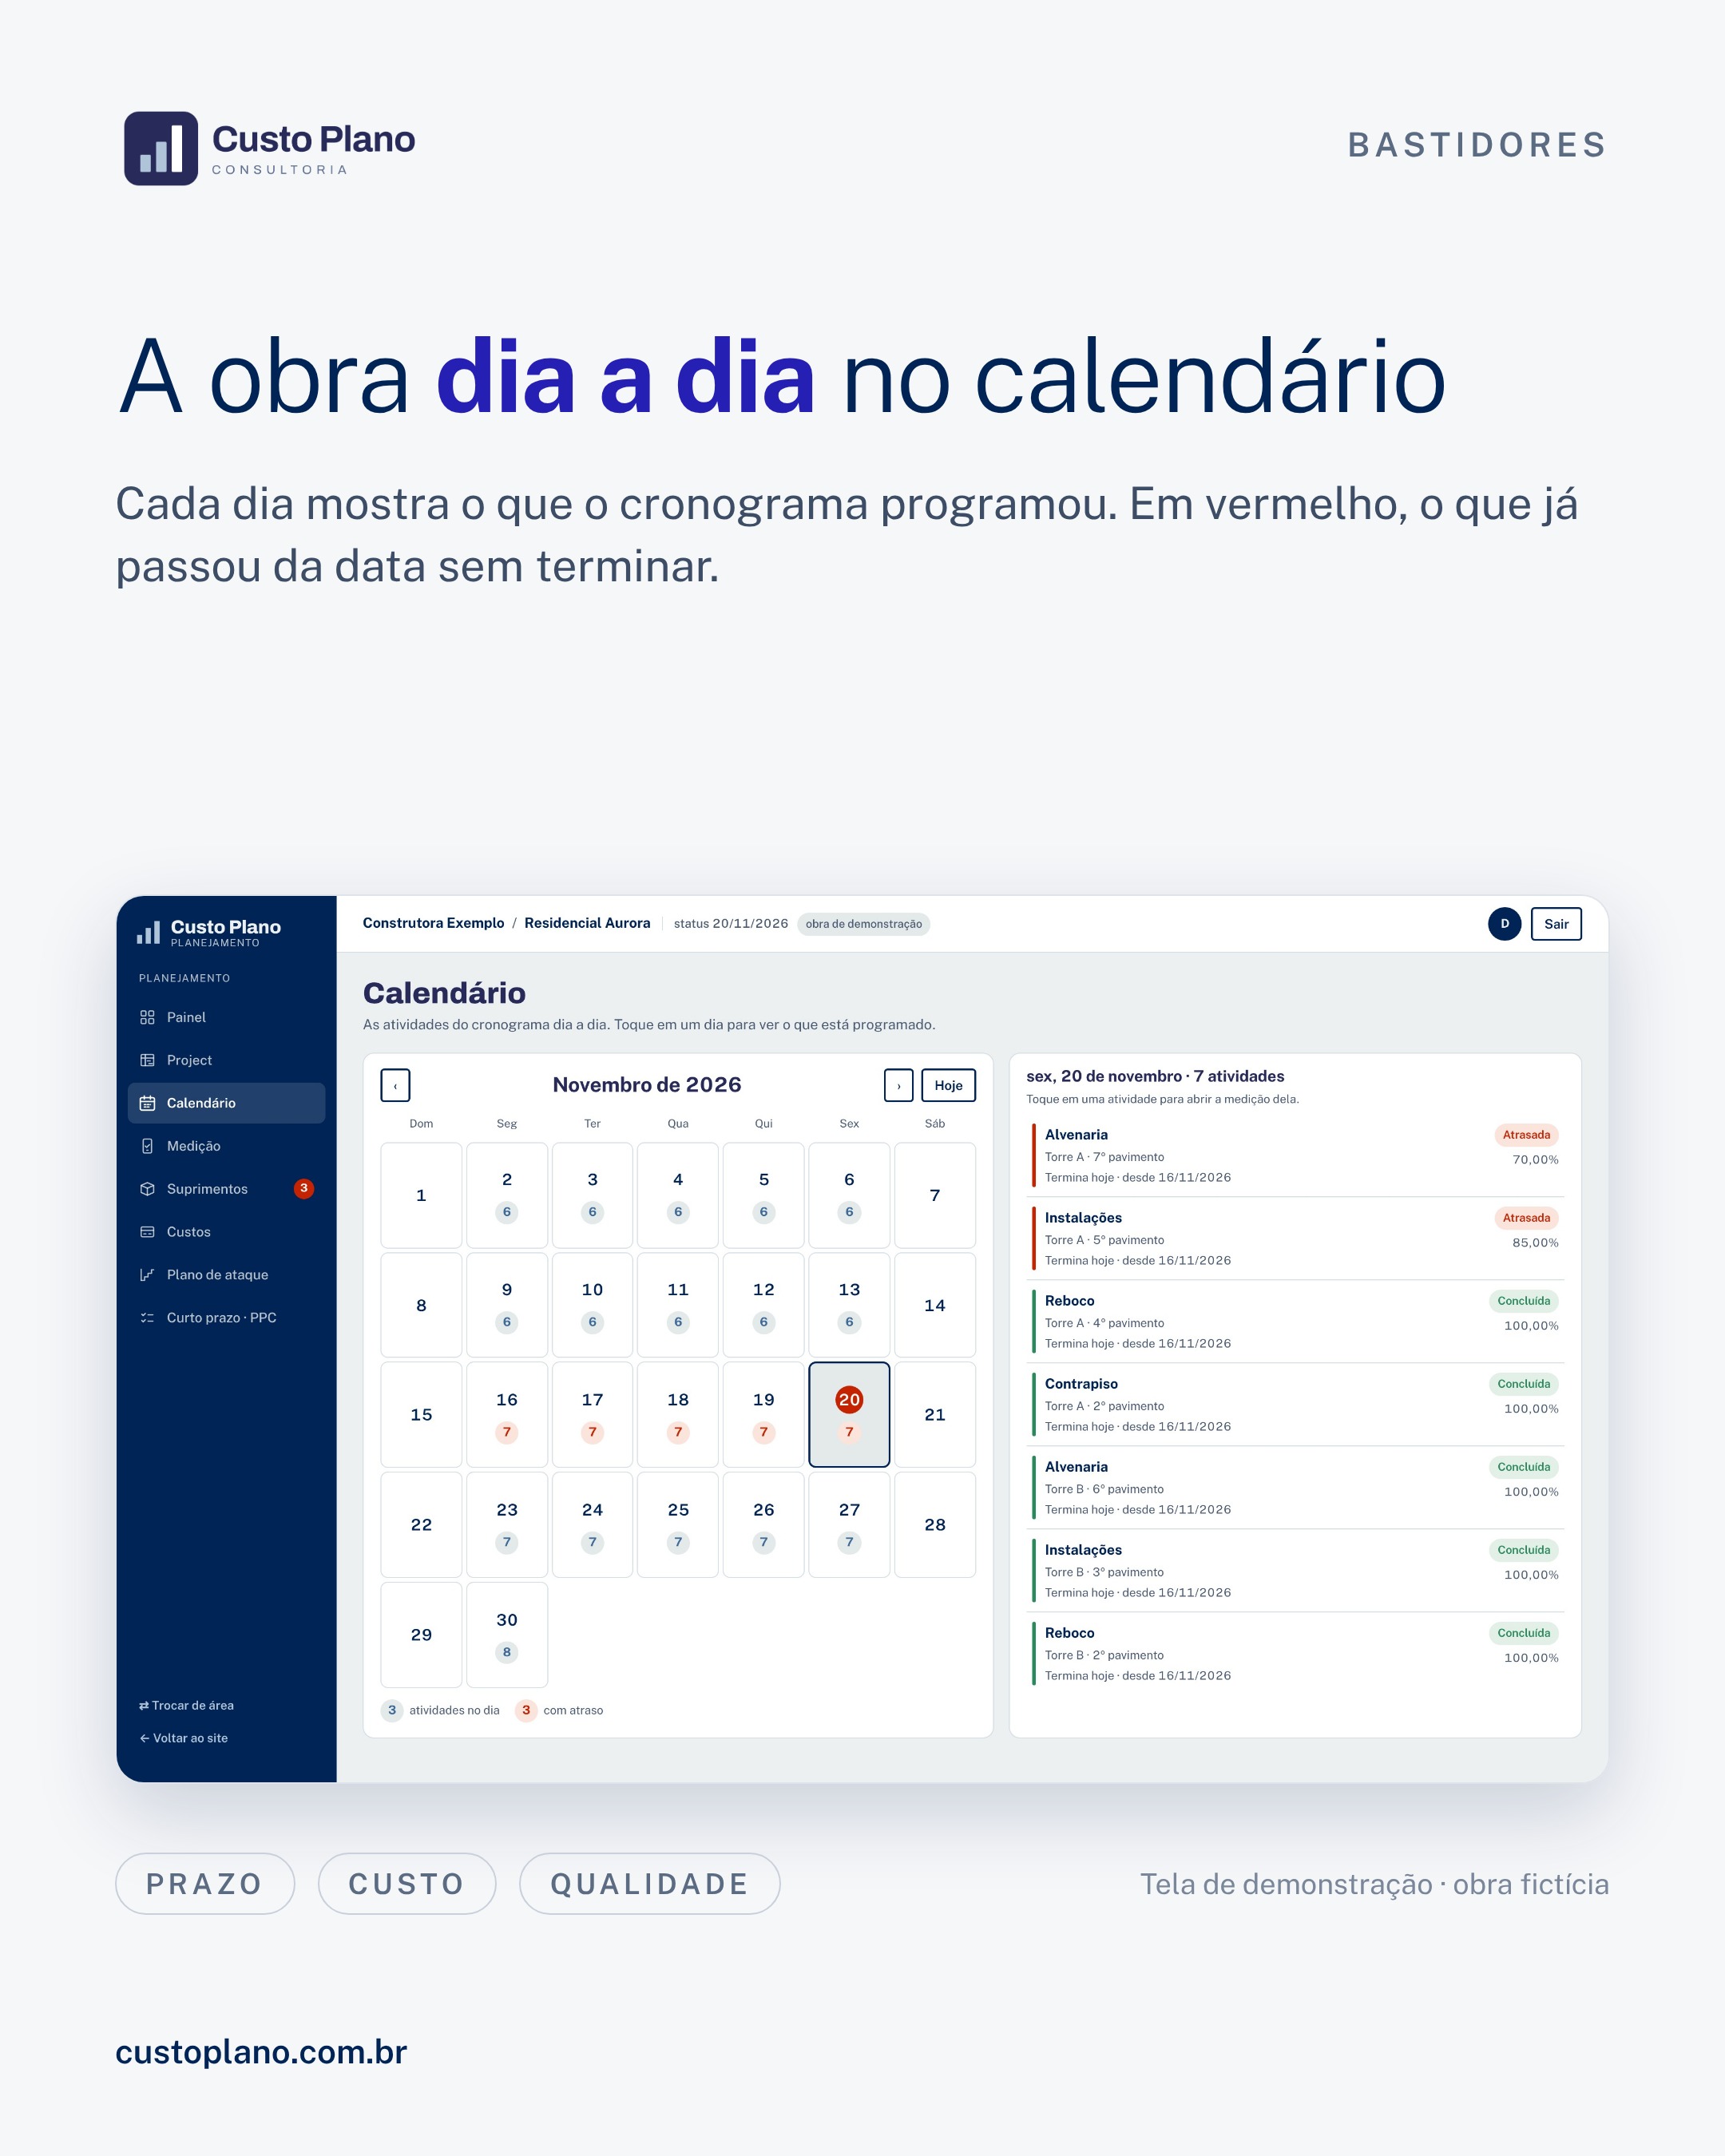 Custo Plano
CONSULTORIA
BASTIDORES
A obra dia a dia no calendário
Cada dia mostra o que o cronograma programou. Em vermelho, o que já
passou da data sem terminar.
Custo Plano
PLANEJAMENTO
PLANEJAMENTO
Painel
Project
Calendário
Medição
Suprimentos 3
Custos
Plano de ataque
Curto prazo · PPC
⇄ Trocar de área
← Voltar ao site
Construtora Exemplo / Residencial Aurora status 20/11/2026 obra de demonstração
D Sair
Calendário
As atividades do cronograma dia a dia. Toque em um dia para ver o que está programado.
‹ Novembro de 2026 › Hoje
Dom Seg Ter Qua Qui Sex Sáb
1 2 3 4 5 6 7
6 6 6 6 6
8 9 10 11 12 13 14
6 6 6 6 6
15 16 17 18 19 20 21
7 7 7 7 7
22 23 24 25 26 27 28
7 7 7 7 7
29 30
8
3 atividades no dia 3 com atraso
sex, 20 de novembro · 7 atividades
Toque em uma atividade para abrir a medição dela.
Alvenaria Atrasada
Torre A · 7º pavimento 70,00%
Termina hoje · desde 16/11/2026
Instalações Atrasada
Torre A · 5º pavimento 85,00%
Termina hoje · desde 16/11/2026
Reboco Concluída
Torre A · 4º pavimento 100,00%
Termina hoje · desde 16/11/2026
Contrapiso Concluída
Torre A · 2º pavimento 100,00%
Termina hoje · desde 16/11/2026
Alvenaria Concluída
Torre B · 6º pavimento 100,00%
Termina hoje · desde 16/11/2026
Instalações Concluída
Torre B · 3º pavimento 100,00%
Termina hoje · desde 16/11/2026
Reboco Concluída
Torre B · 2º pavimento 100,00%
Termina hoje · desde 16/11/2026
PRAZO CUSTO QUALIDADE
Tela de demonstração · obra fictícia
custoplano.com.br